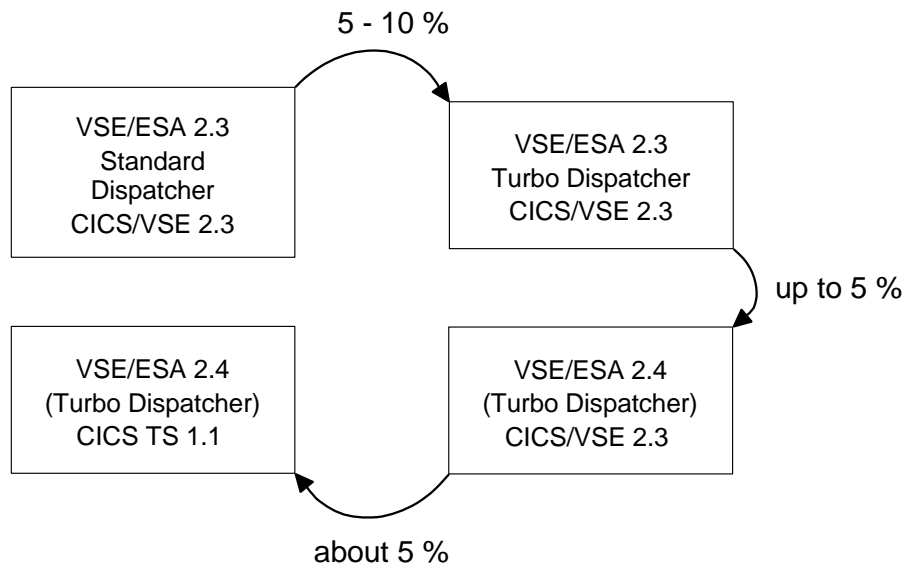 5 - 10 %
VSE/ESA 2.3
Standard
Dispatcher
CICS/VSE 2.3
VSE/ESA 2.3
Turbo Dispatcher
CICS/VSE 2.3
up to 5 %
VSE/ESA 2.4
(Turbo Dispatcher)
CICS TS 1.1
VSE/ESA 2.4
(Turbo Dispatcher)
CICS/VSE 2.3
about 5 %